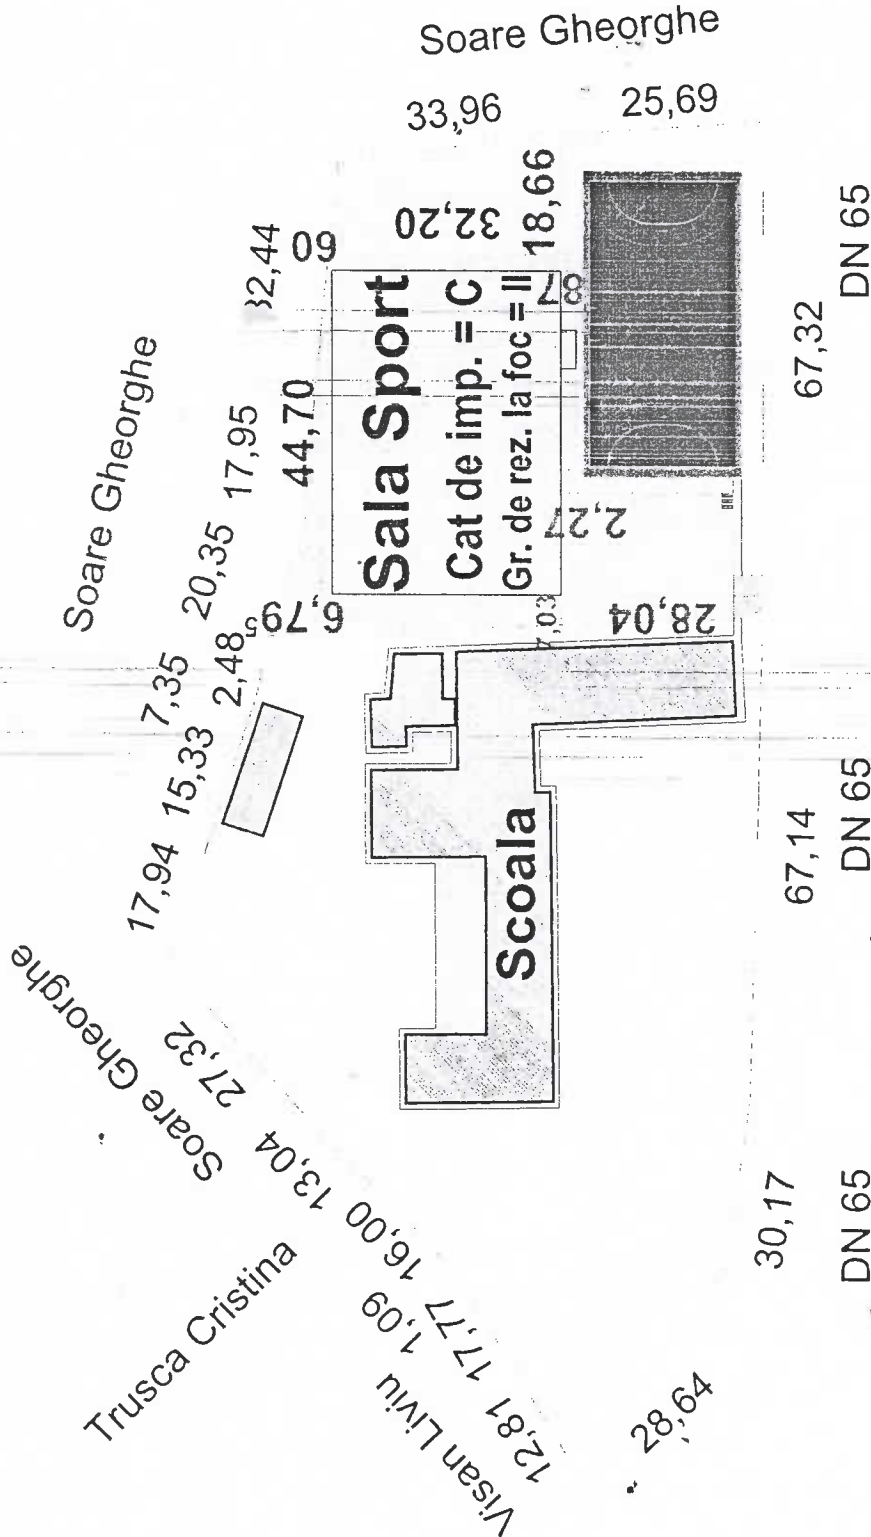 Soare Gheorghe
33,96
25,69
Soare Gheorghe
17,95
20,35
7,35
2,48
15,33
17,94
60
44,70
32,20
18,66
Sala Sport
Cat de imp. = C
Gr. de rez. la foc = II
87
2,27
6,79
7,03
28,04
67,32
DN 65
Scoala
67,14
DN 65
Soare Gheorghe
27,32
13,04
16,00
Trusca Cristina
1,09
17,77
Visan Liviu
12,81
28,64
30,17
DN 65